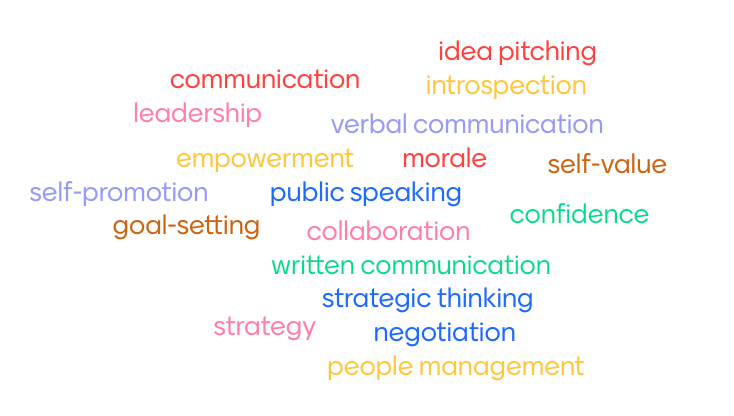 idea pitching
communication
introspection
leadership
verbal communication
empowerment
morale
self-value
self-promotion
public speaking
confidence
goal-setting
collaboration
written communication
strategic thinking
strategy
negotiation
people management